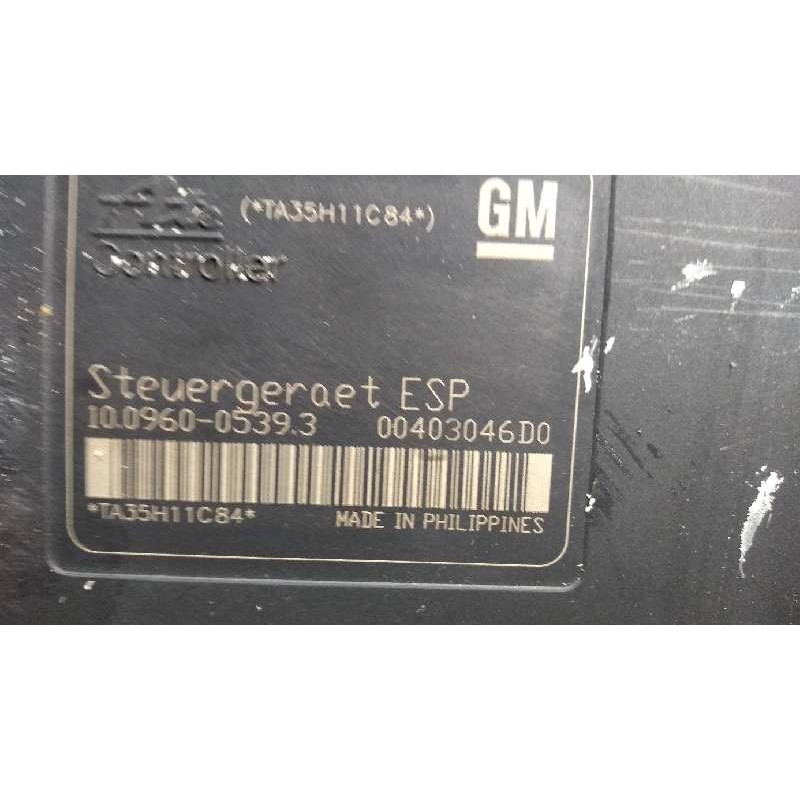 (*TA35H11C84*) GM
Controller
Steuergeraet ESP
10.0960-0539.3 00403046D0
*TA35H11C84* MADE IN PHILIPPINES